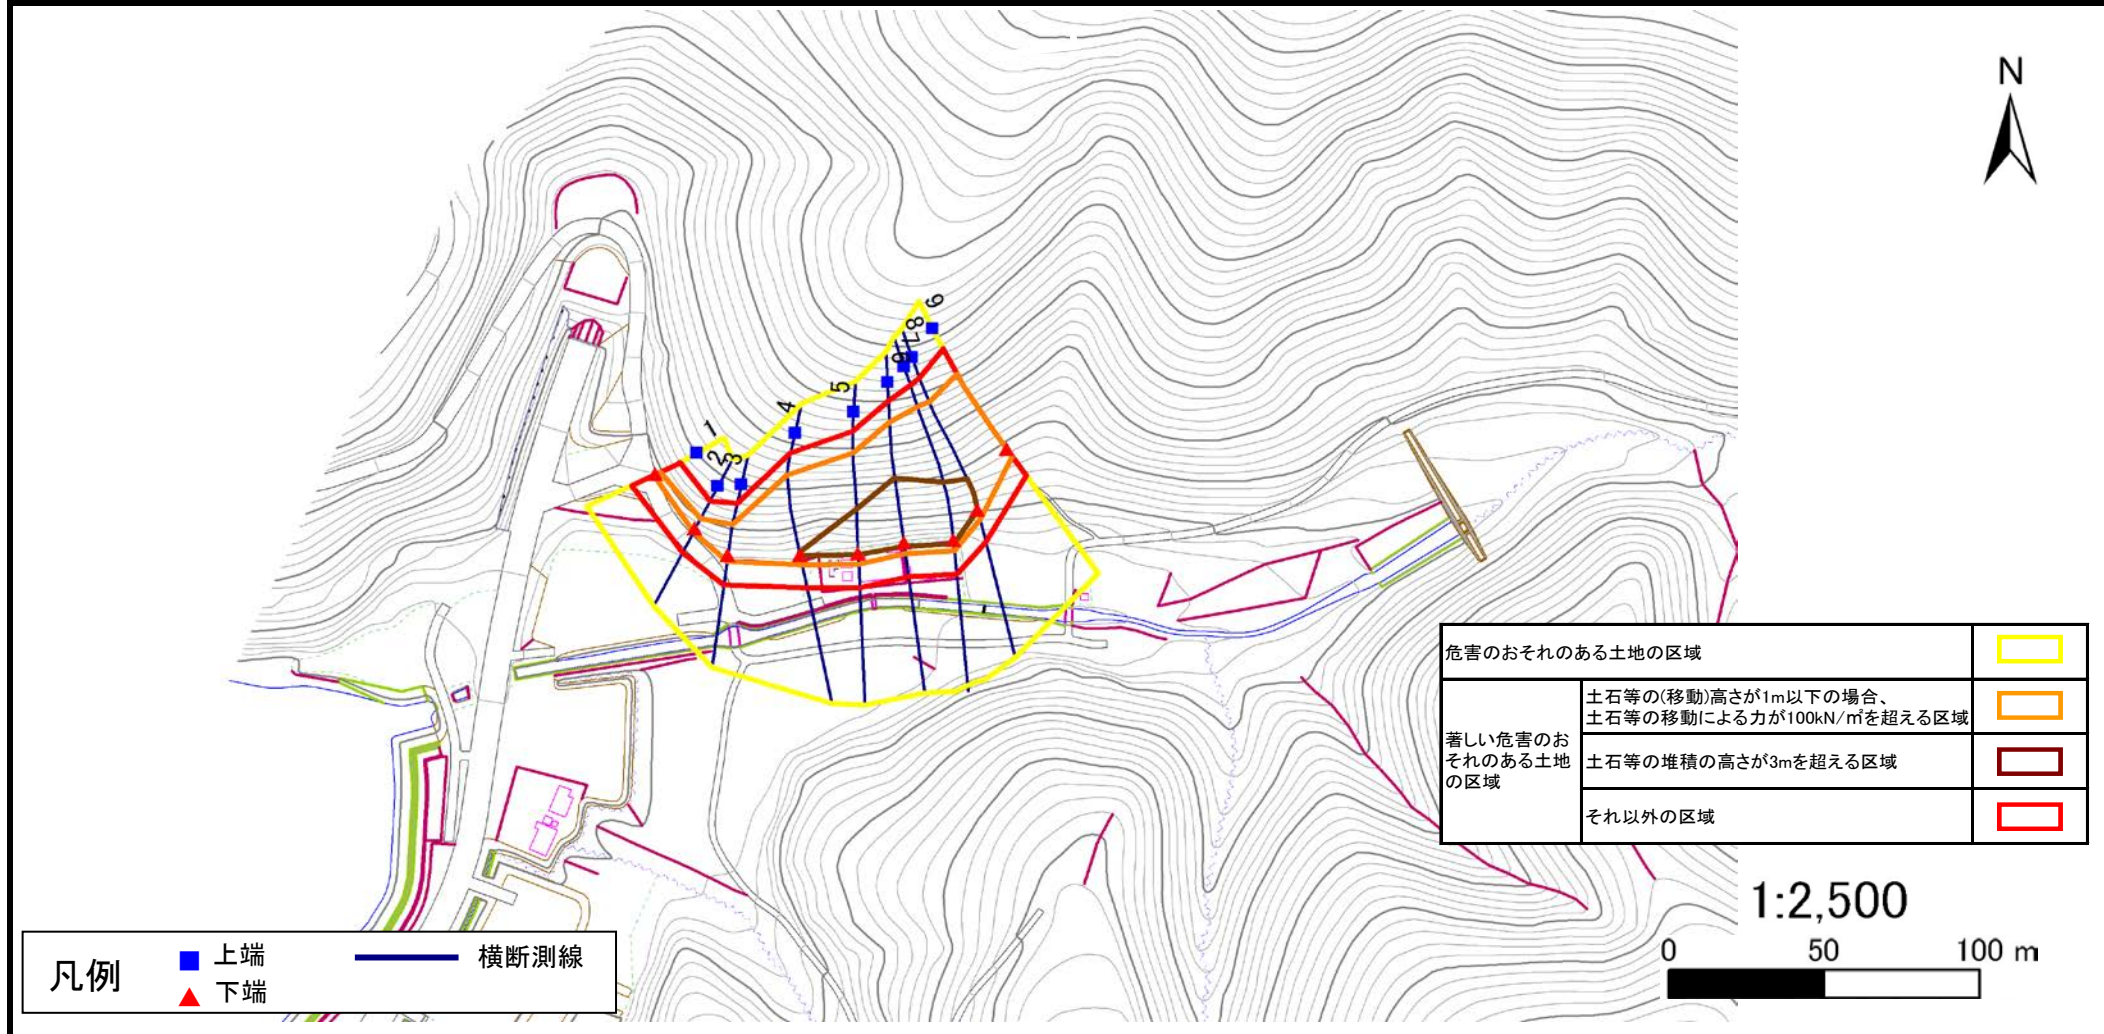 N
9
8
7
6
5
4
1
2
3
危害のおそれのある土地の区域
著しい危害のお
それのある土地
の区域
土石等の(移動)高さが1m以下の場合、
土石等の移動による力が100kN/㎡を超える区域
土石等の堆積の高さが3mを超える区域
それ以外の区域
1:2,500
0 50 100 m
凡例
上端
下端
横断測線